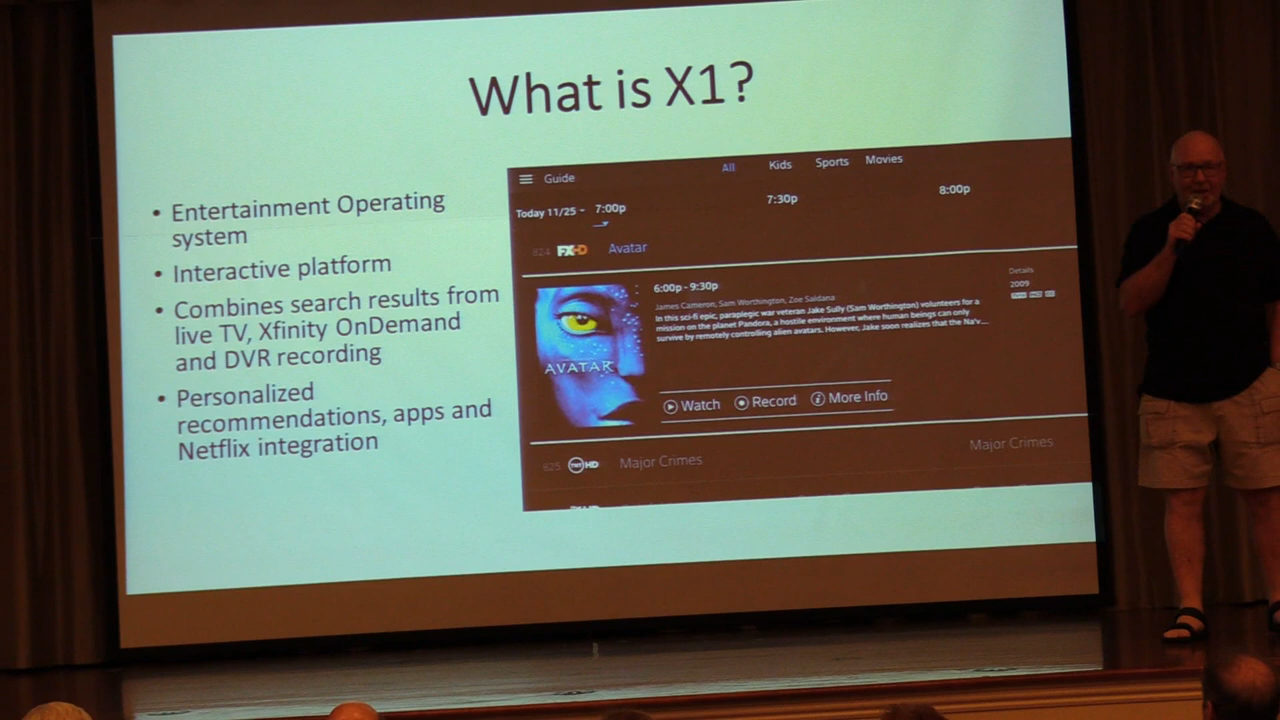 What is X1?
• Entertainment Operating
system
• Interactive platform
• Combines search results from
live TV, Xfinity OnDemand
and DVR recording
• Personalized
recommendations, apps and
Netflix integration
Guide
All Kids Sports Movies
Today 11/25 - 7:00p 7:30p 8:00p
824 FX HD Avatar
6:00p - 9:30p
James Cameron, Sam Worthington, Zoe Saldana
In this sci-fi epic, paraplegic war veteran Jake Sully (Sam Worthington) volunteers for a
mission on the planet Pandora, a hostile environment where human beings can only
survive by remotely controlling alien avatars. However, Jake soon realizes that the Na'v...
Details
2009
AVATAR
Watch Record More Info
825 TNT HD Major Crimes Major Crimes